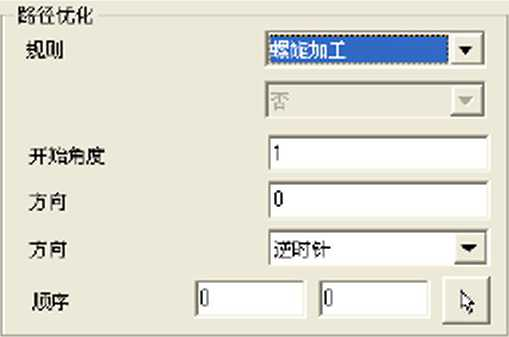 路径优化
规则 螺旋加工
否
开始角度 1
方向 0
方向 逆时针
顺序 0 0